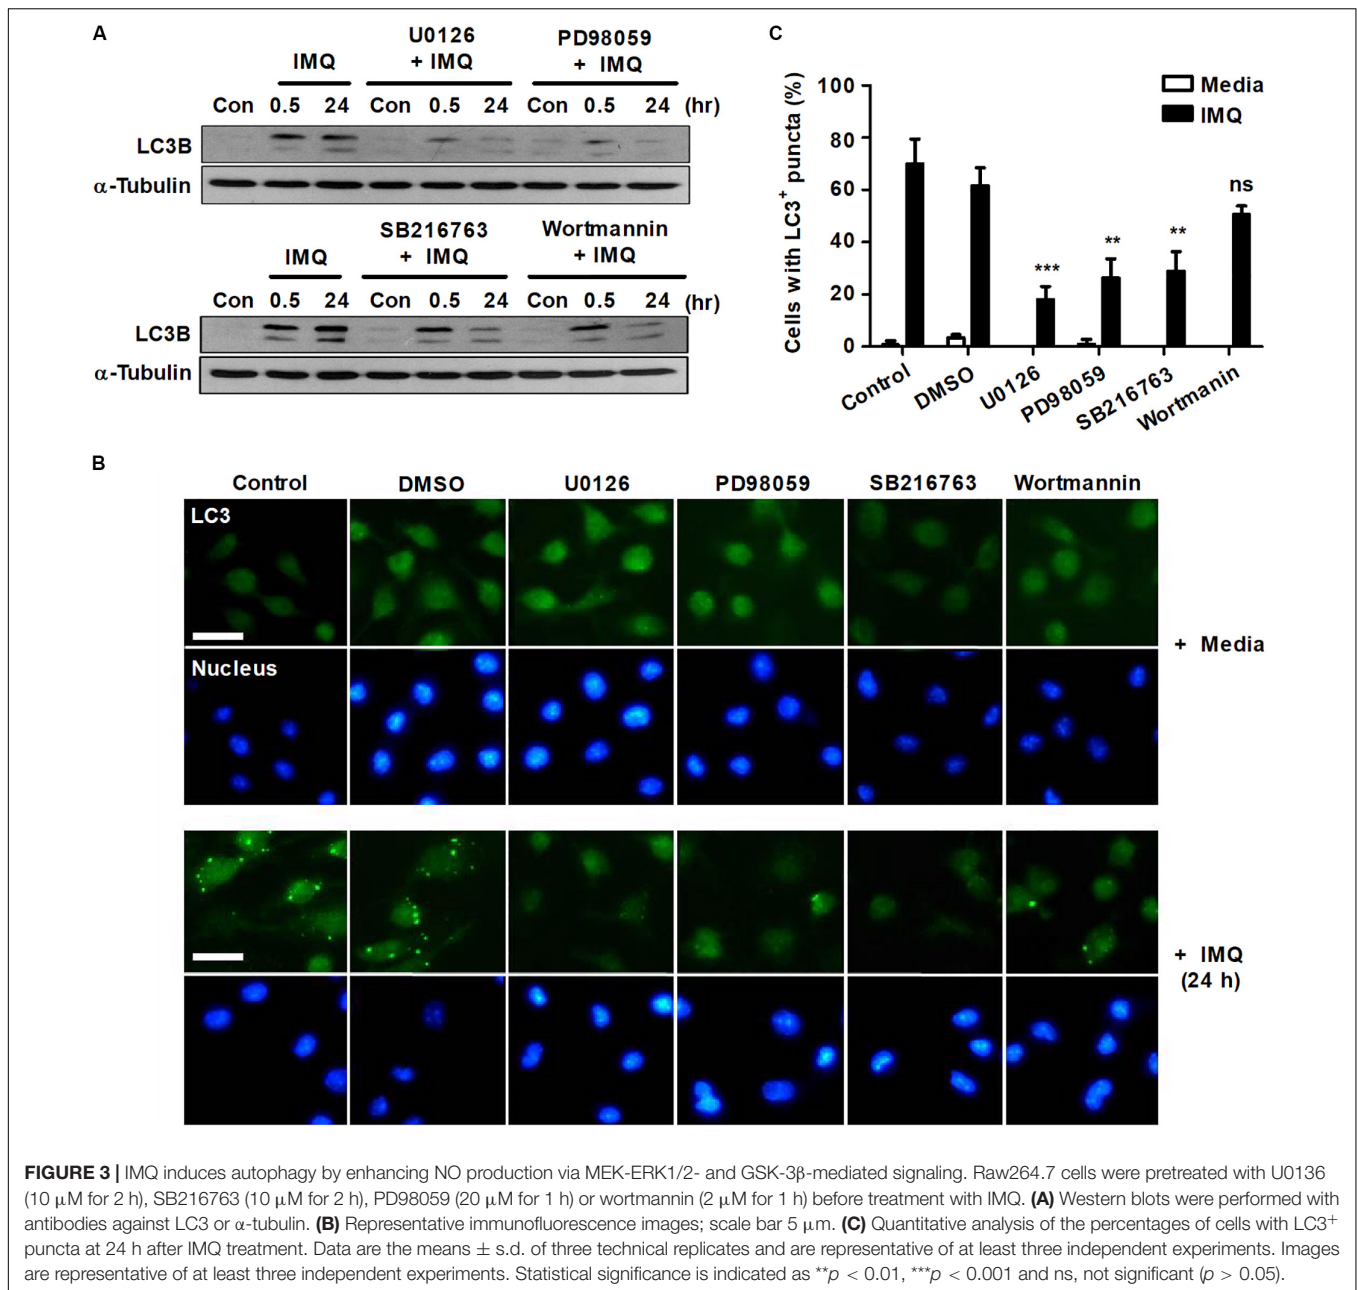 A
IMQ
U0126
+ IMQ
PD98059
+ IMQ
Con 0.5 24 Con 0.5 24 Con 0.5 24 (hr)
LC3B
α-Tubulin
IMQ
SB216763
+ IMQ
Wortmannin
+ IMQ
Con 0.5 24 Con 0.5 24 Con 0.5 24 (hr)
LC3B
α-Tubulin
C
Cells with LC3+ puncta (%)
100
80
60
40
20
0
Media
IMQ
***
**
**
ns
Control
DMSO
U0126
PD98059
SB216763
Wortmanin
B
Control DMSO U0126 PD98059 SB216763 Wortmannin
LC3
Nucleus
+ Media
+ IMQ
(24 h)
FIGURE 3 | IMQ induces autophagy by enhancing NO production via MEK-ERK1/2- and GSK-3β-mediated signaling. Raw264.7 cells were pretreated with U0136
(10 μM for 2 h), SB216763 (10 μM for 2 h), PD98059 (20 μM for 1 h) or wortmannin (2 μM for 1 h) before treatment with IMQ. (A) Western blots were performed with
antibodies against LC3 or α-tubulin. (B) Representative immunofluorescence images; scale bar 5 μm. (C) Quantitative analysis of the percentages of cells with LC3+
puncta at 24 h after IMQ treatment. Data are the means ± s.d. of three technical replicates and are representative of at least three independent experiments. Images
are representative of at least three independent experiments. Statistical significance is indicated as **p < 0.01, ***p < 0.001 and ns, not significant (p > 0.05).